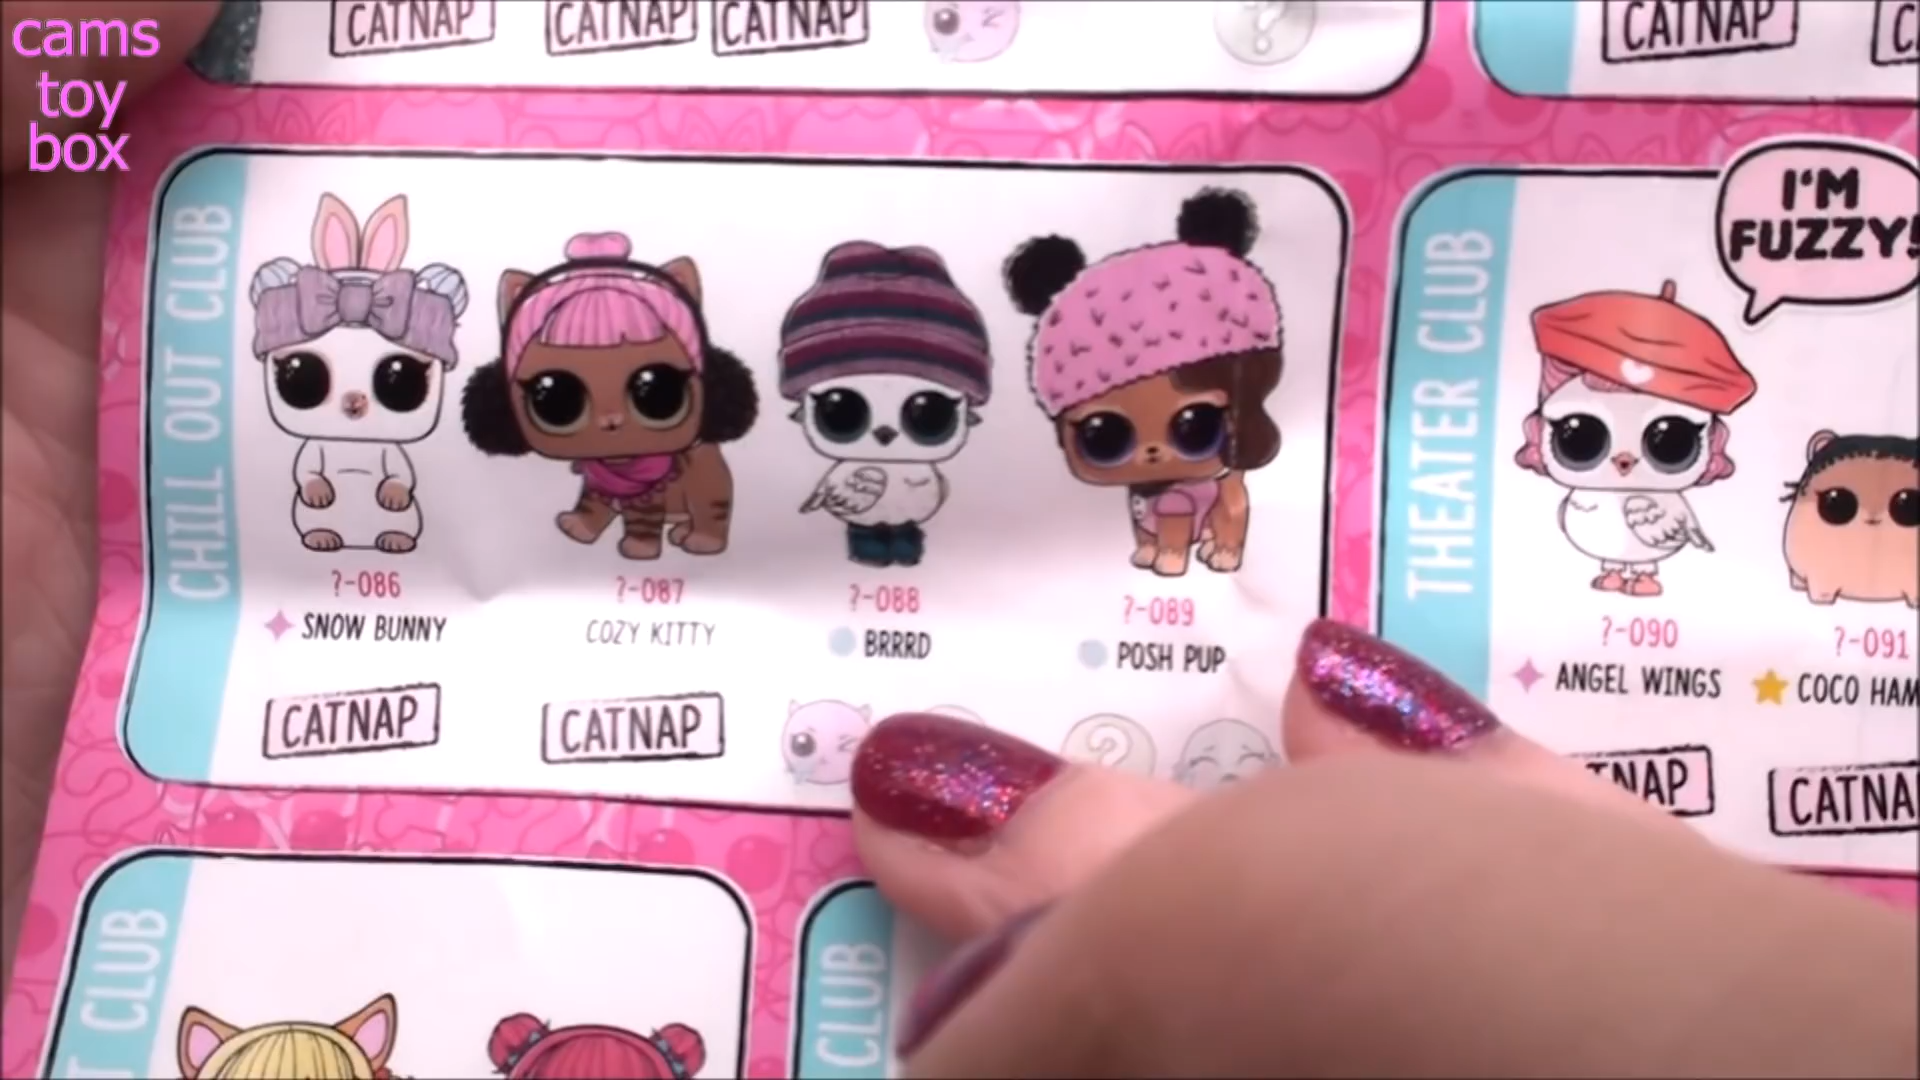 cams
toy
box
CATNAP
CATNAP
CATNAP
CATNAP
CHILL OUT CLUB
?-086
SNOW BUNNY
CATNAP
?-087
COZY KITTY
CATNAP
?-088
BRRRD
?-089
POSH PUP
?
THEATER CLUB
I'M
FUZZY!
?-090
ANGEL WINGS
?-091
COCO HAM
CATNA
CLUB
CLUB